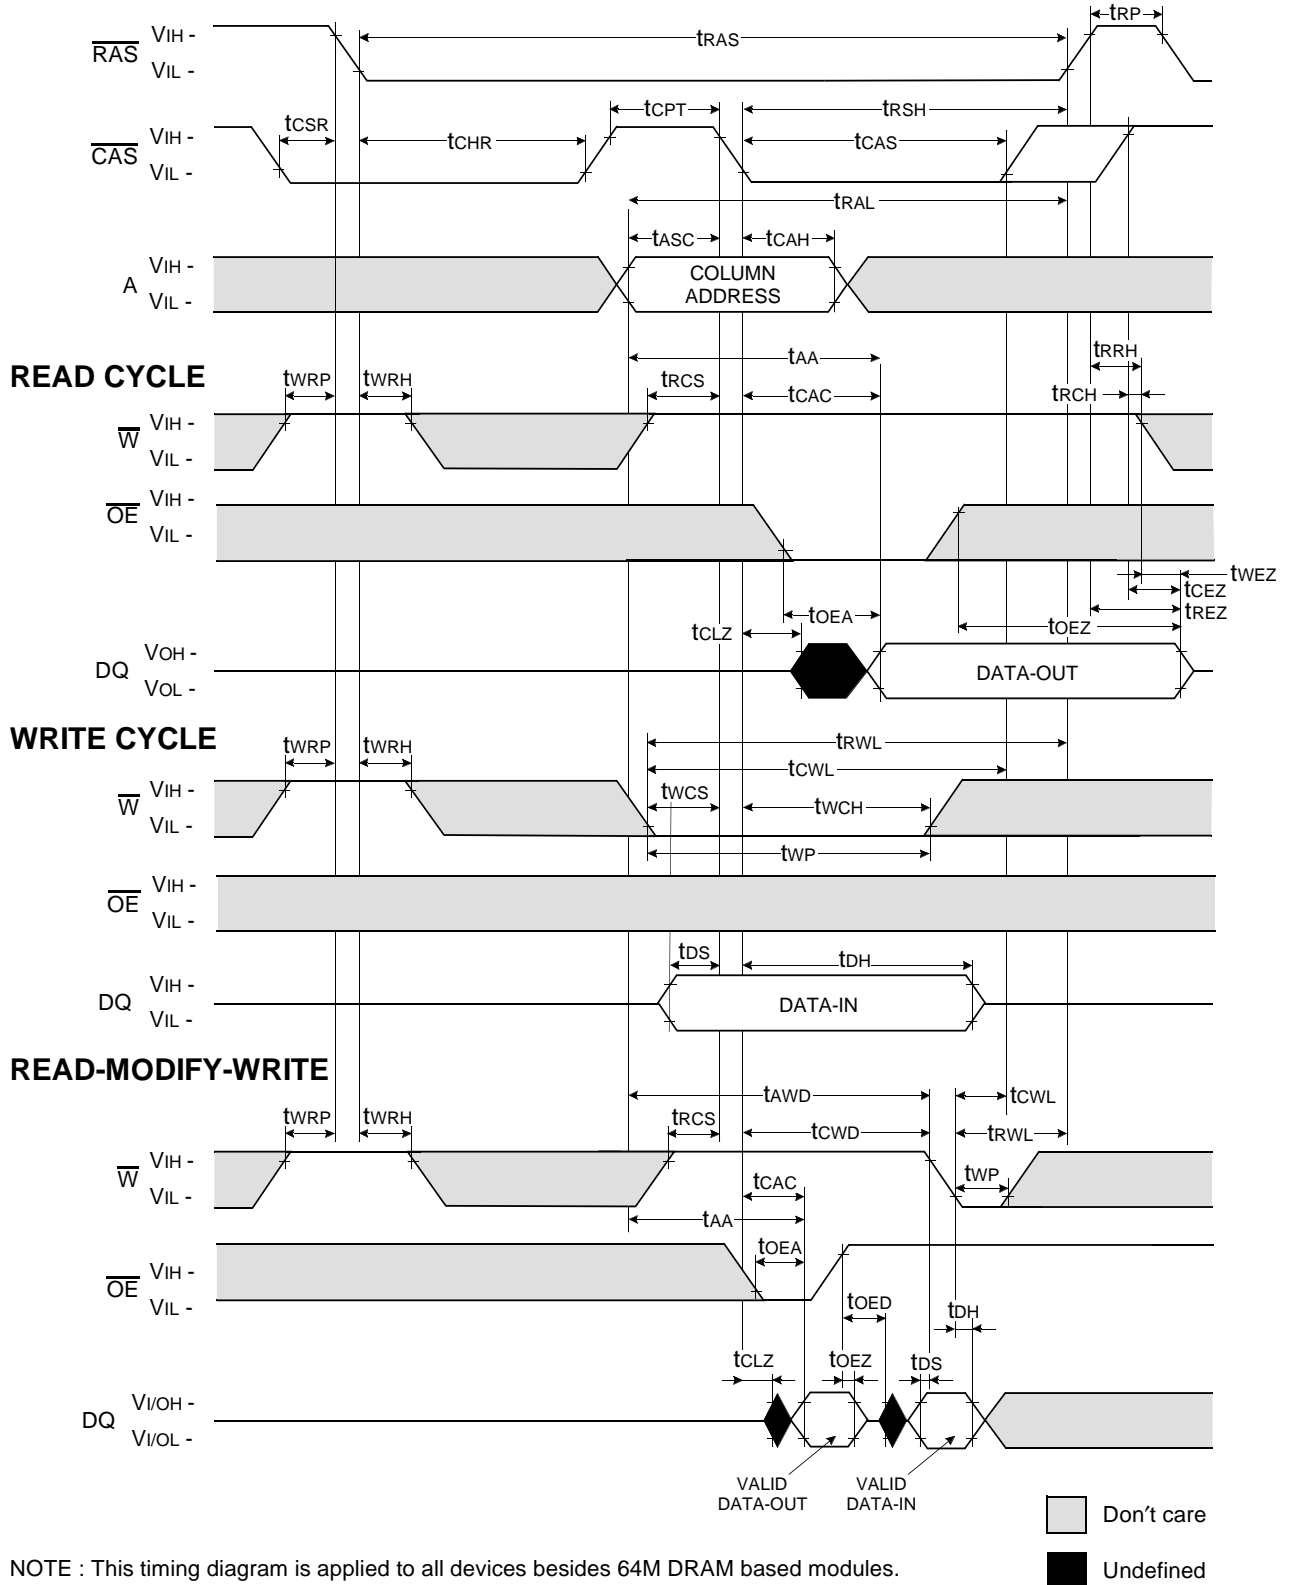 tRP
RAS VIH -
VIL -
tRAS
tCPT tRSH
tCSR
CAS VIH -
VIL -
tCHR tCAS
tRAL
tASC tCAH
A VIH -
VIL -
COLUMN
ADDRESS
tAA tRRH
READ CYCLE
tWRP tWRH tRCS tCAC tRCH
W VIH -
VIL -
OE VIH -
VIL -
tWEZ
tCEZ
tOEA tREZ
tCLZ tOEZ
DQ VOH -
VOL -
DATA-OUT
WRITE CYCLE
tWRP tWRH tRWL
tCWL
W VIH -
VIL -
tWCS tWCH
tWP
OE VIH -
VIL -
tDS tDH
DQ VIH -
VIL -
DATA-IN
READ-MODIFY-WRITE
tAWD tCWL
tWRP tWRH tRCS tCWD tRWL
W VIH -
VIL -
tWP
tCAC
tAA
tOEA
OE VIH -
VIL -
tOED tDH
tCLZ tOEZ tDS
DQ VI/OH -
VI/OL -
VALID
DATA-OUT
VALID
DATA-IN
Don′t care
NOTE : This timing diagram is applied to all devices besides 64M DRAM based modules.
Undefined